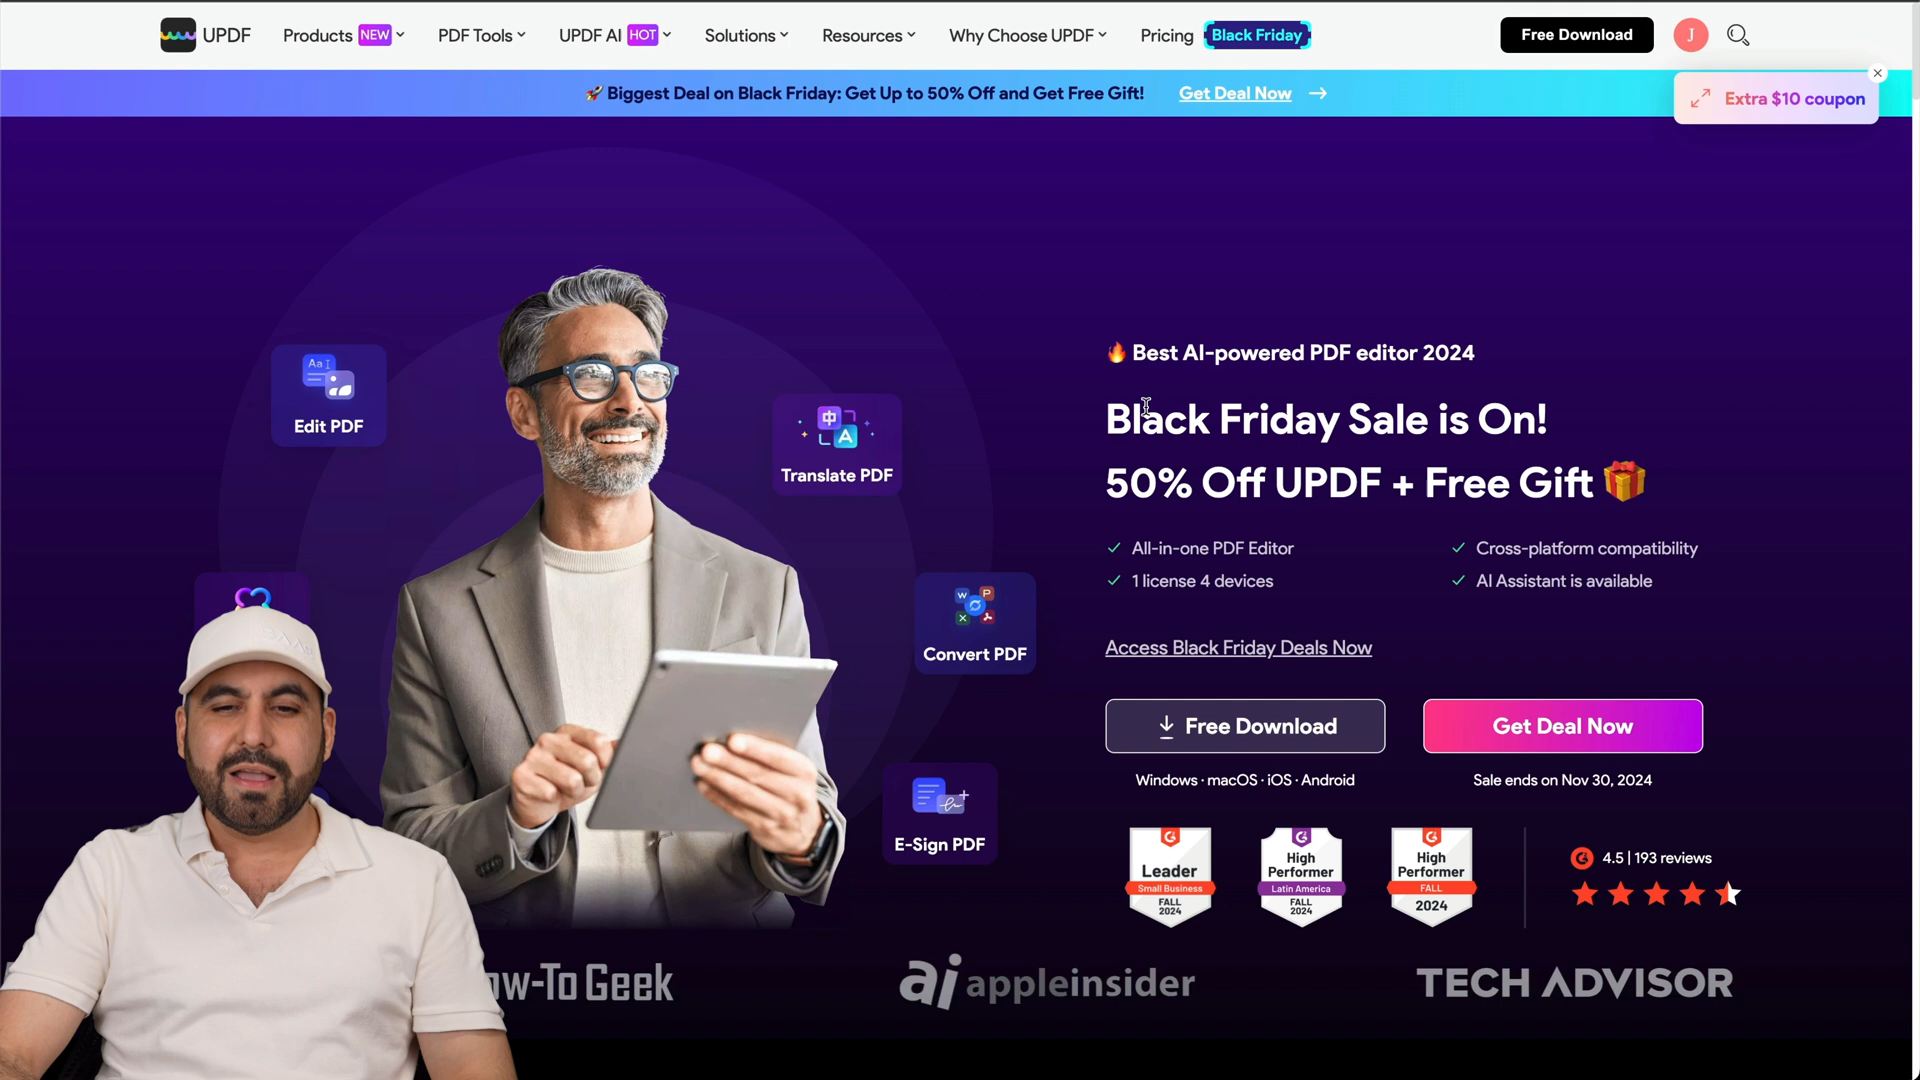 UPDF
Products NEW
PDF Tools
UPDF AI HOT
Solutions
Resources
Why Choose UPDF
Pricing
Black Friday
Free Download
J
🚀 Biggest Deal on Black Friday: Get Up to 50% Off and Get Free Gift! Get Deal Now →
Extra $10 coupon
Aa
Edit PDF
中 A
Translate PDF
W P
X
Convert PDF
E-Sign PDF
🔥 Best AI-powered PDF editor 2024
Black Friday Sale is On!
50% Off UPDF + Free Gift 🎁
✓ All-in-one PDF Editor
✓ Cross-platform compatibility
✓ 1 license 4 devices
✓ AI Assistant is available
Access Black Friday Deals Now
Free Download
Get Deal Now
Windows · macOS · iOS · Android
Sale ends on Nov 30, 2024
Leader
Small Business
FALL
2024
High
Performer
Latin America
FALL
2024
High
Performer
FALL
2024
4.5 | 193 reviews
ow-To Geek
ai appleinsider
TECH ADVISOR